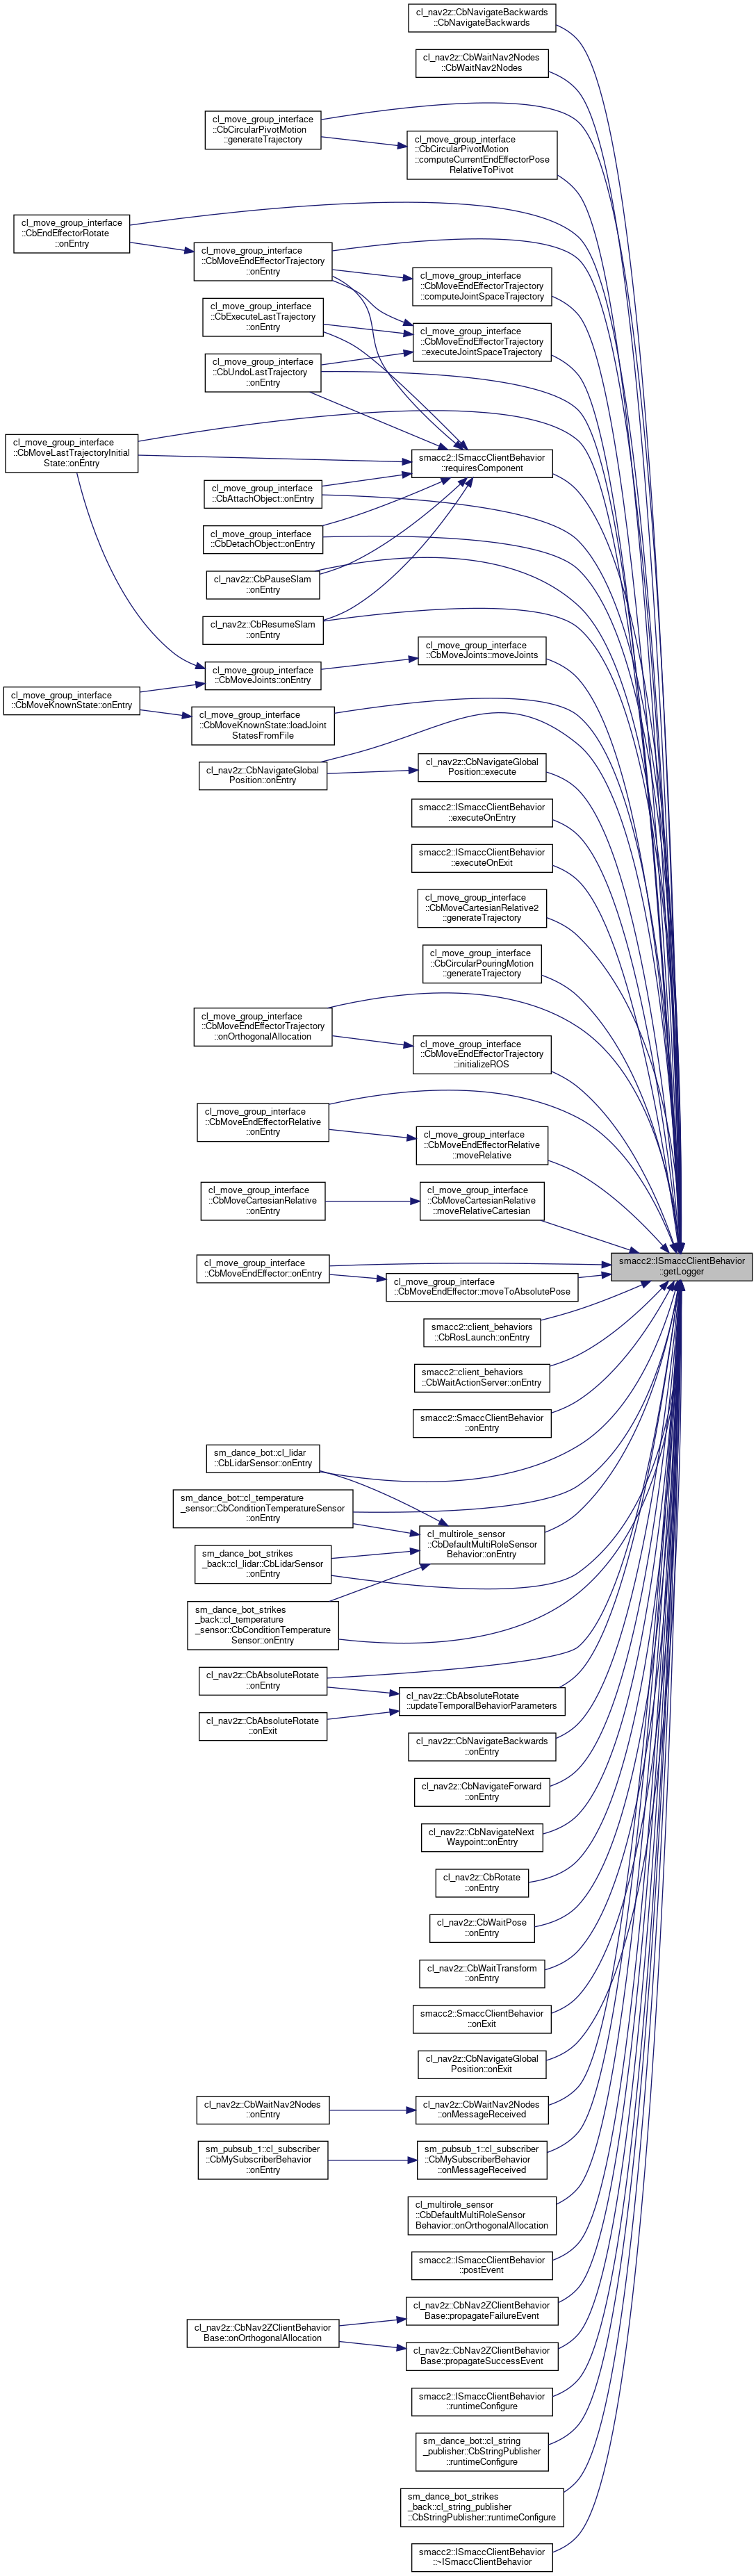 cl_nav2z::CbNavigateBackwards
::CbNavigateBackwards
cl_nav2z::CbWaitNav2Nodes
::CbWaitNav2Nodes
cl_move_group_interface
::CbCircularPivotMotion
::generateTrajectory
cl_move_group_interface
::CbCircularPivotMotion
::computeCurrentEndEffectorPose
RelativeToPivot
cl_move_group_interface
::CbEndEffectorRotate
::onEntry
cl_move_group_interface
::CbMoveEndEffectorTrajectory
::onEntry
cl_move_group_interface
::CbMoveEndEffectorTrajectory
::computeJointSpaceTrajectory
cl_move_group_interface
::CbExecuteLastTrajectory
::onEntry
cl_move_group_interface
::CbMoveEndEffectorTrajectory
::executeJointSpaceTrajectory
cl_move_group_interface
::CbUndoLastTrajectory
::onEntry
cl_move_group_interface
::CbMoveLastTrajectoryInitial
State::onEntry
smacc2::ISmaccClientBehavior
::requiresComponent
cl_move_group_interface
::CbAttachObject::onEntry
cl_move_group_interface
::CbDetachObject::onEntry
cl_nav2z::CbPauseSlam
::onEntry
cl_nav2z::CbResumeSlam
::onEntry
cl_move_group_interface
::CbMoveJoints::moveJoints
cl_move_group_interface
::CbMoveJoints::onEntry
cl_move_group_interface
::CbMoveKnownState::onEntry
cl_move_group_interface
::CbMoveKnownState::loadJoint
StatesFromFile
cl_nav2z::CbNavigateGlobal
Position::onEntry
cl_nav2z::CbNavigateGlobal
Position::execute
smacc2::ISmaccClientBehavior
::executeOnEntry
smacc2::ISmaccClientBehavior
::executeOnExit
cl_move_group_interface
::CbMoveCartesianRelative2
::generateTrajectory
cl_move_group_interface
::CbCircularPouringMotion
::generateTrajectory
cl_move_group_interface
::CbMoveEndEffectorTrajectory
::onOrthogonalAllocation
cl_move_group_interface
::CbMoveEndEffectorTrajectory
::initializeROS
cl_move_group_interface
::CbMoveEndEffectorRelative
::onEntry
cl_move_group_interface
::CbMoveEndEffectorRelative
::moveRelative
cl_move_group_interface
::CbMoveCartesianRelative
::onEntry
cl_move_group_interface
::CbMoveCartesianRelative
::moveRelativeCartesian
smacc2::ISmaccClientBehavior
::getLogger
cl_move_group_interface
::CbMoveEndEffector::onEntry
cl_move_group_interface
::CbMoveEndEffector::moveToAbsolutePose
smacc2::client_behaviors
::CbRosLaunch::onEntry
smacc2::client_behaviors
::CbWaitActionServer::onEntry
smacc2::SmaccClientBehavior
::onEntry
sm_dance_bot::cl_lidar
::CbLidarSensor::onEntry
sm_dance_bot::cl_temperature
_sensor::CbConditionTemperatureSensor
::onEntry
cl_multirole_sensor
::CbDefaultMultiRoleSensor
Behavior::onEntry
sm_dance_bot_strikes
_back::cl_lidar::CbLidarSensor
::onEntry
sm_dance_bot_strikes
_back::cl_temperature
_sensor::CbConditionTemperature
Sensor::onEntry
cl_nav2z::CbAbsoluteRotate
::onEntry
cl_nav2z::CbAbsoluteRotate
::updateTemporalBehaviorParameters
cl_nav2z::CbAbsoluteRotate
::onExit
cl_nav2z::CbNavigateBackwards
::onEntry
cl_nav2z::CbNavigateForward
::onEntry
cl_nav2z::CbNavigateNext
Waypoint::onEntry
cl_nav2z::CbRotate
::onEntry
cl_nav2z::CbWaitPose
::onEntry
cl_nav2z::CbWaitTransform
::onEntry
smacc2::SmaccClientBehavior
::onExit
cl_nav2z::CbNavigateGlobal
Position::onExit
cl_nav2z::CbWaitNav2Nodes
::onEntry
cl_nav2z::CbWaitNav2Nodes
::onMessageReceived
sm_pubsub_1::cl_subscriber
::CbMySubscriberBehavior
::onEntry
sm_pubsub_1::cl_subscriber
::CbMySubscriberBehavior
::onMessageReceived
cl_multirole_sensor
::CbDefaultMultiRoleSensor
Behavior::onOrthogonalAllocation
smacc2::ISmaccClientBehavior
::postEvent
cl_nav2z::CbNav2ZClientBehavior
Base::propagateFailureEvent
cl_nav2z::CbNav2ZClientBehavior
Base::onOrthogonalAllocation
cl_nav2z::CbNav2ZClientBehavior
Base::propagateSuccessEvent
smacc2::ISmaccClientBehavior
::runtimeConfigure
sm_dance_bot::cl_string
_publisher::CbStringPublisher
::runtimeConfigure
sm_dance_bot_strikes
_back::cl_string_publisher
::CbStringPublisher::runtimeConfigure
smacc2::ISmaccClientBehavior
::~ISmaccClientBehavior